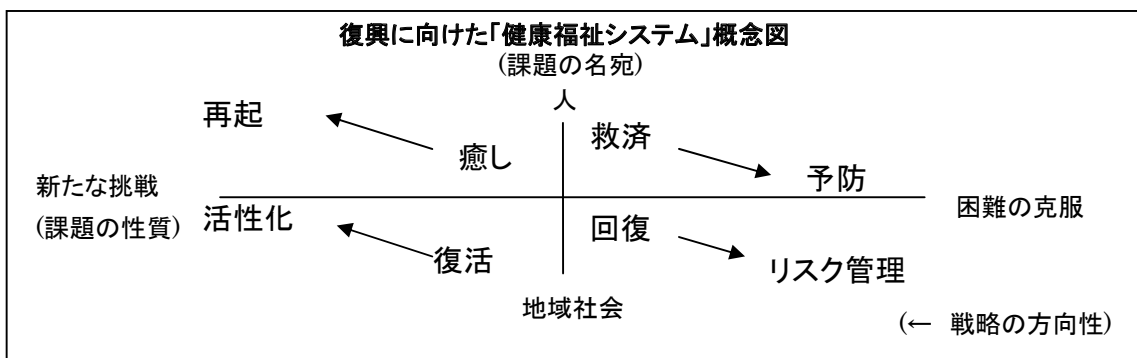 復興に向けた「健康福祉システム」概念図
(課題の名宛)
人
再起
癒し
救済
予防
新たな挑戦
(課題の性質)
困難の克服
活性化
復活
回復
リスク管理
地域社会
(← 戦略の方向性)